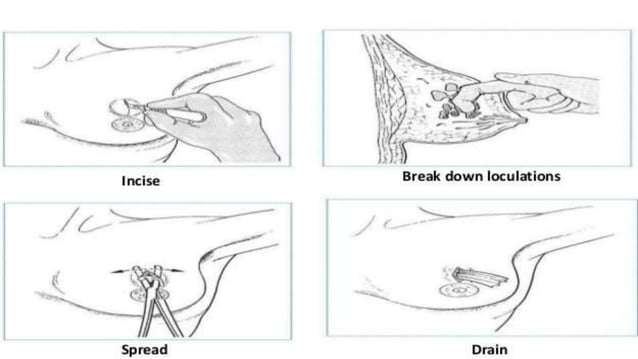 Incise
Break down loculations
Spread
Drain